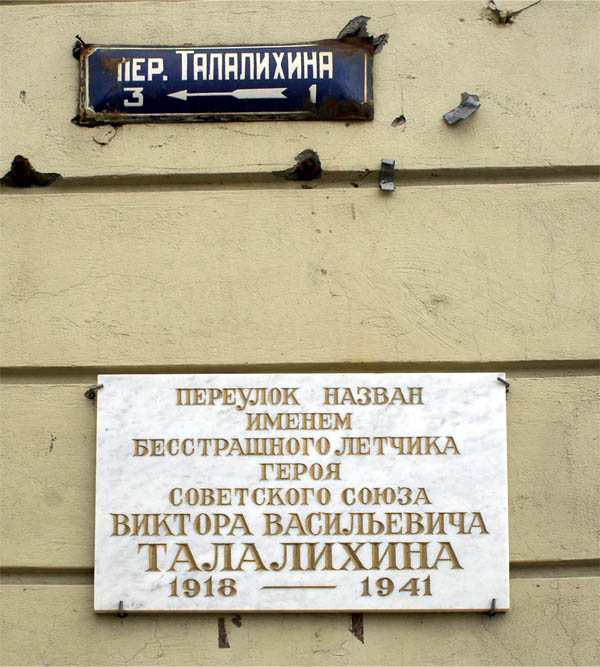 пер. Талалихина
3 1
ПЕРЕУЛОК НАЗВАН
ИМЕНЕМ
БЕССТРАШНОГО ЛЕТЧИКА
ГЕРОЯ
СОВЕТСКОГО СОЮЗА
ВИКТОРА ВАСИЛЬЕВИЧА
ТАЛАЛИХИНА
1918 — 1941